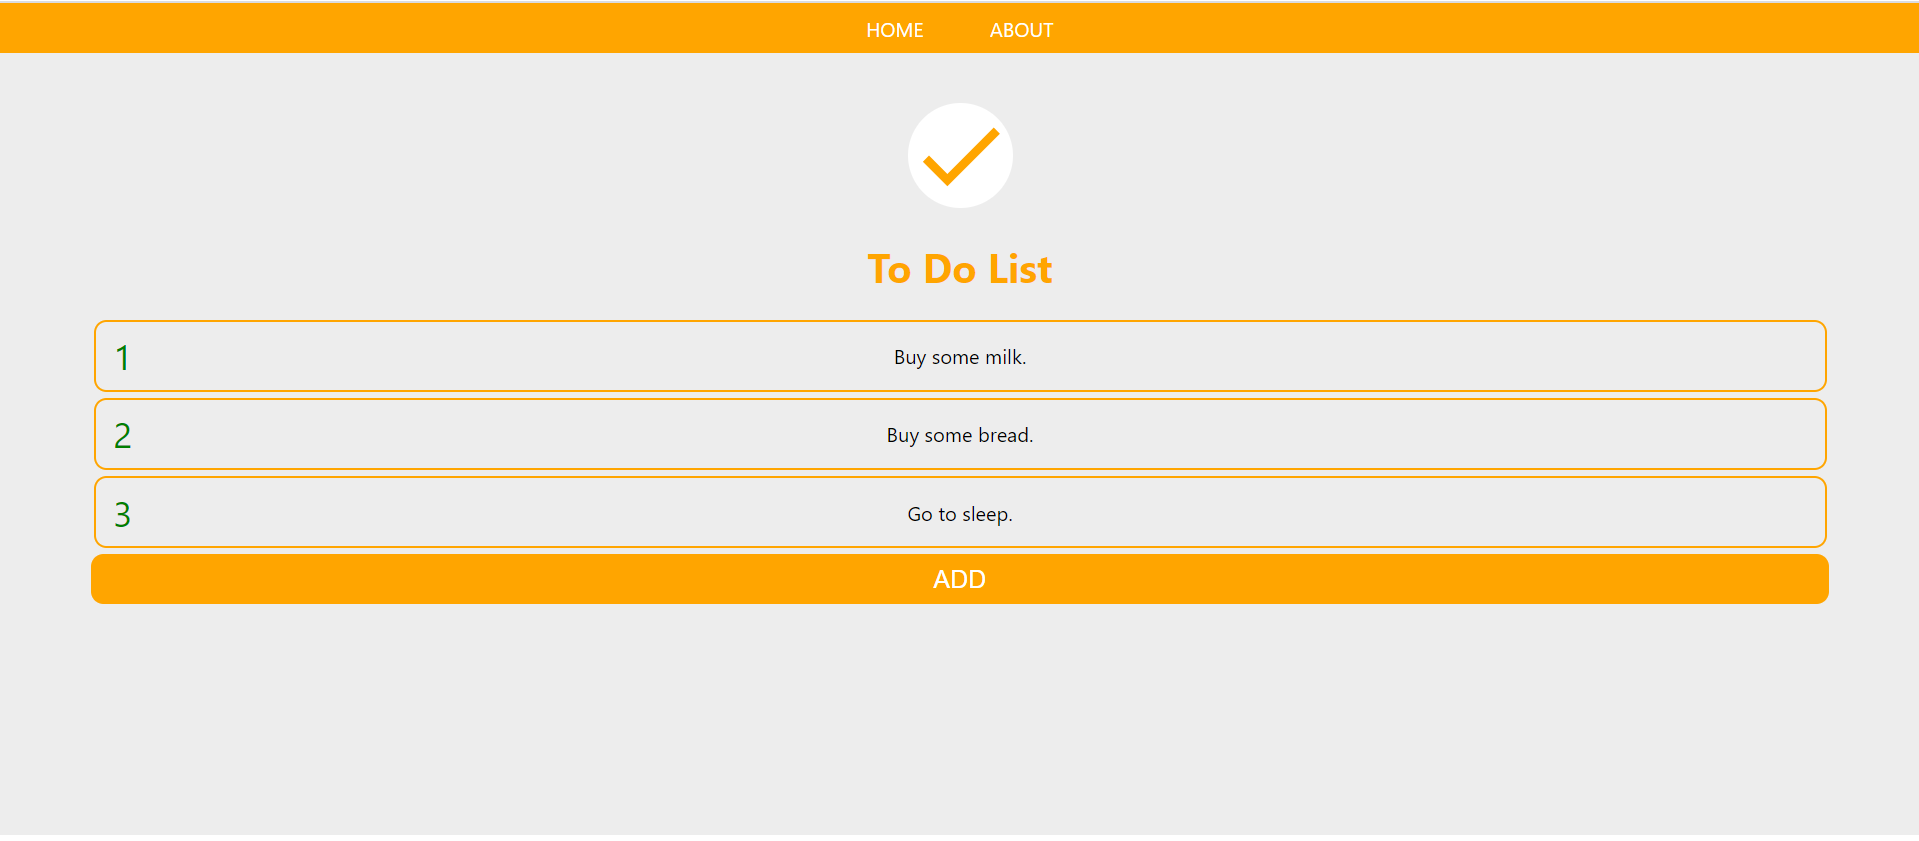 HOME ABOUT
To Do List
1 Buy some milk.
2 Buy some bread.
3 Go to sleep.
ADD